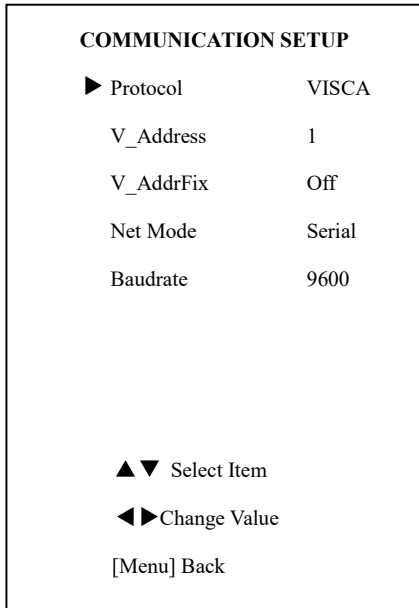 COMMUNICATION SETUP
▶ Protocol VISCA
V_Address 1
V_AddrFix Off
Net Mode Serial
Baudrate 9600
▲▼ Select Item
◀▶Change Value
[Menu] Back